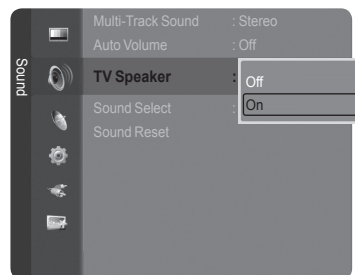 Sound
Multi-Track Sound : Stereo
Auto Volume : Off
TV Speaker :
Off
On
Sound Select :
Sound Reset